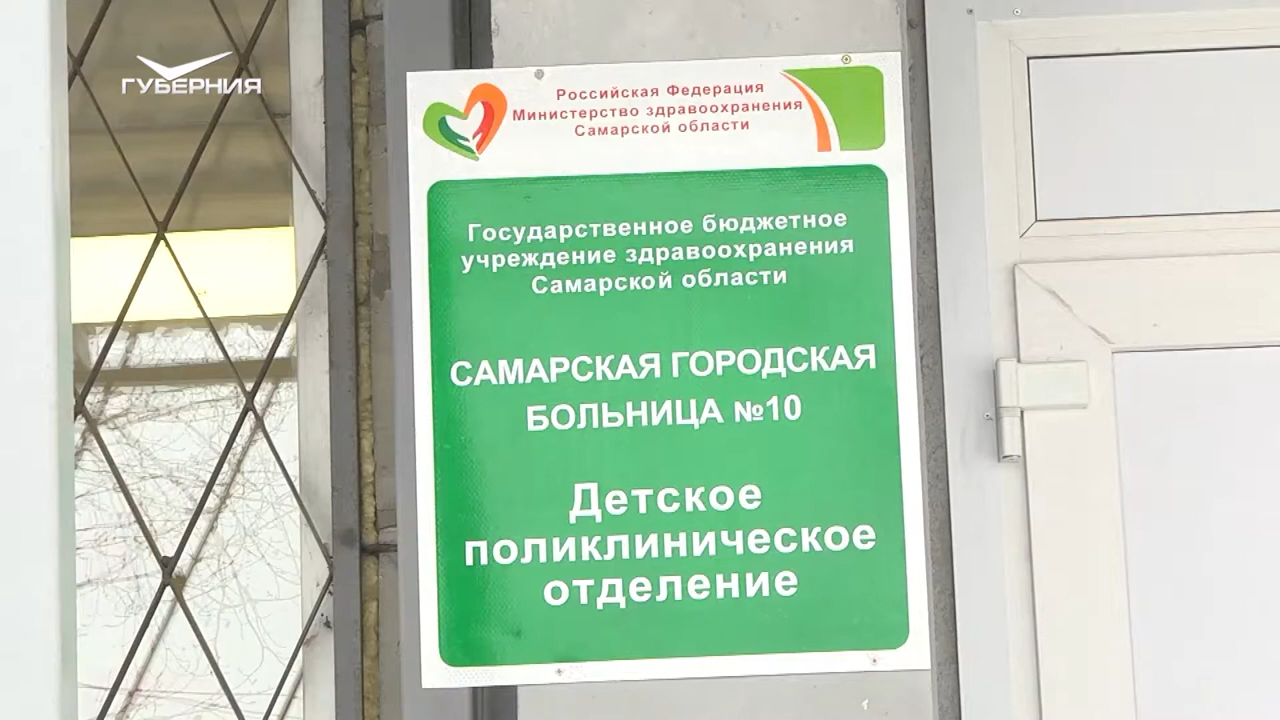 ГУБЕРНИЯ
Российская Федерация
Министерство здравоохранения
Самарской области
Государственное бюджетное
учреждение здравоохранения
Самарской области
САМАРСКАЯ ГОРОДСКАЯ
БОЛЬНИЦА №10
Детское
поликлиническое
отделение